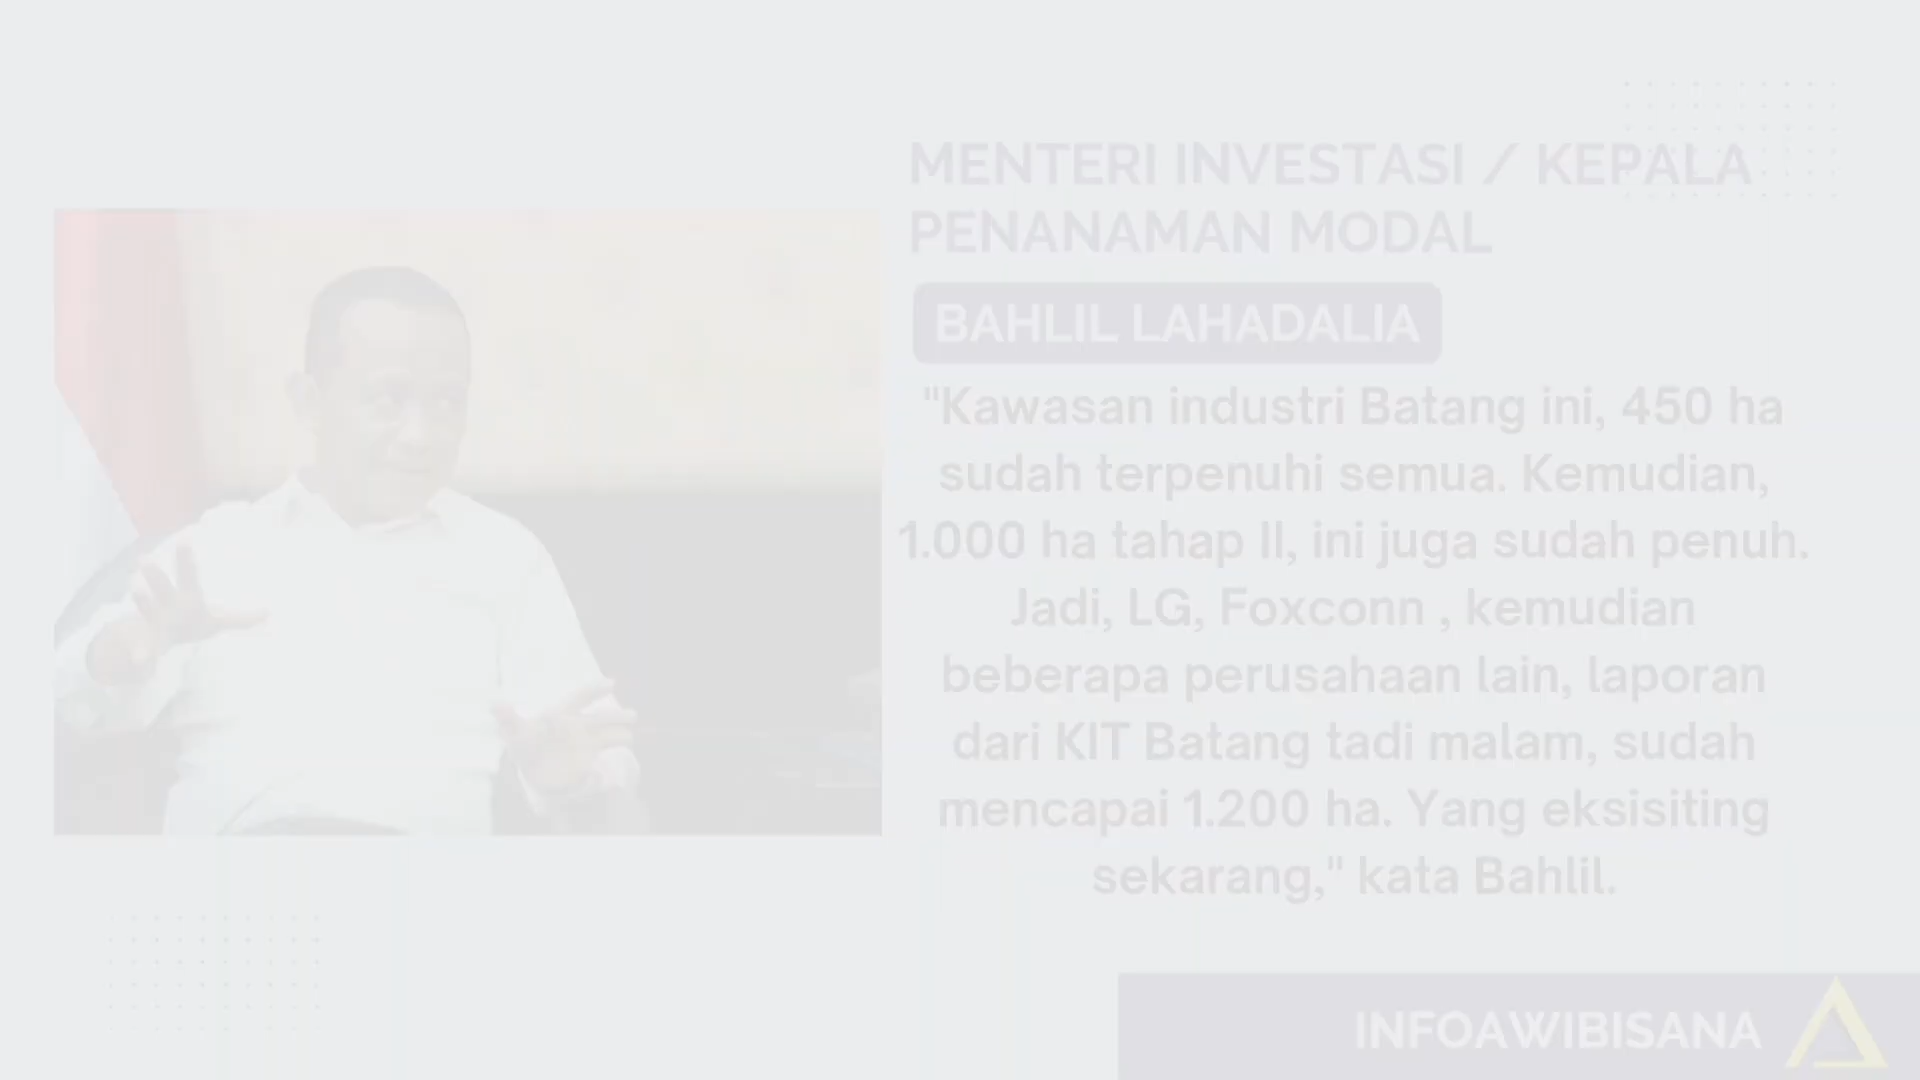 MENTERI INVESTASI / KEPALA
PENANAMAN MODAL
BAHLIL LAHADALIA
"Kawasan industri Batang ini, 450 ha
sudah terpenuhi semua. Kemudian,
1.000 ha tahap II, ini juga sudah penuh.
Jadi, LG, Foxconn , kemudian
beberapa perusahaan lain, laporan
dari KIT Batang tadi malam, sudah
mencapai 1.200 ha. Yang eksisiting
sekarang," kata Bahlil.
INFOAWIBISANA